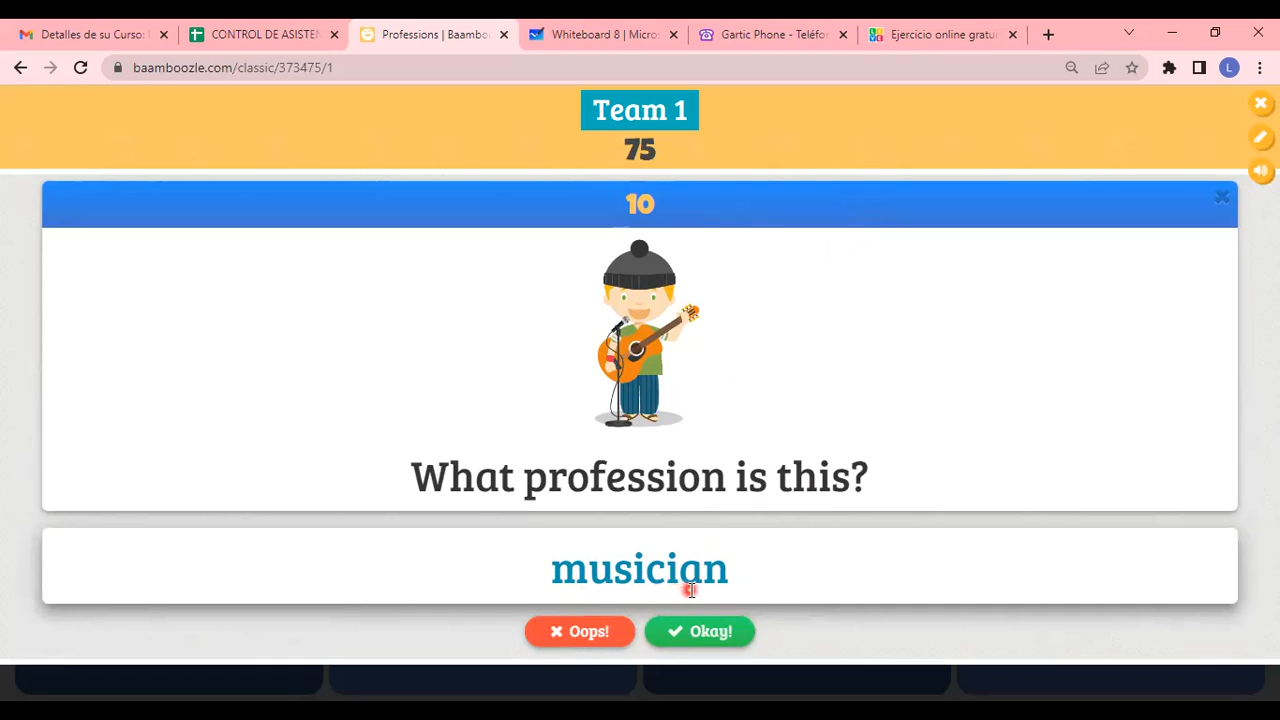 Detalles de su Curso:
CONTROL DE ASISTEN
Professions | Baambo
Whiteboard 8 | Micros
Gartic Phone - Teléfo
Ejercicio online gratu
baamboozle.com/classic/373475/1
L
Team 1
75
10
What profession is this?
musician
Oops!
Okay!